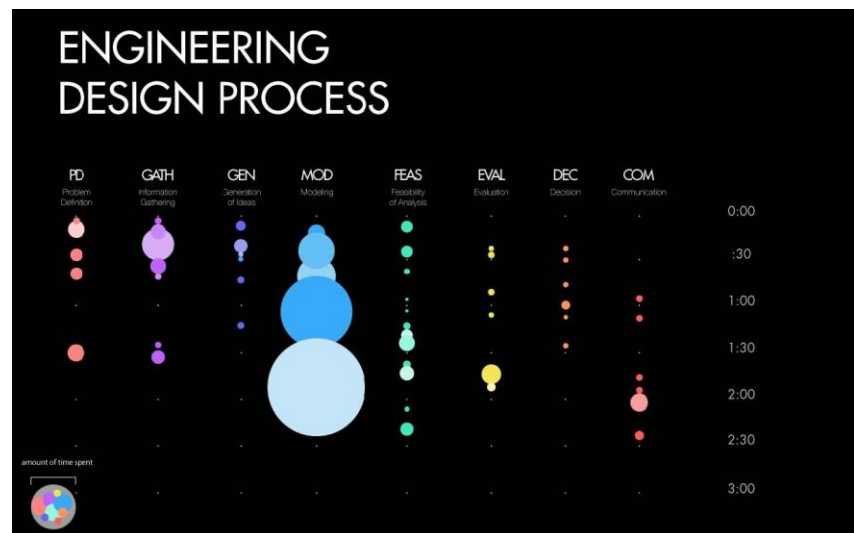 ENGINEERING
DESIGN PROCESS
PD GATH GEN MOD FEAS EVAL DEC COM
Problem Information Generation Modeling Feasibility Evaluation Decision Communication
Definition Gathering of Ideas of Analysis
0:00
:30
1:00
1:30
2:00
2:30
amount of time spent
3:00